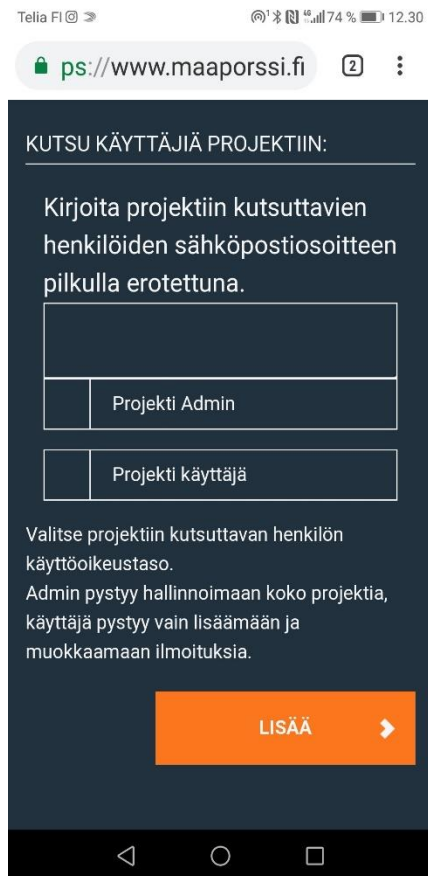 Telia FI 74 % 12.30
ps://www.maaporssi.fi 2
KUTSU KÄYTTÄJIÄ PROJEKTIIN:
Kirjoita projektiin kutsuttavien
henkilöiden sähköpostiosoitteen
pilkulla erotettuna.
Projekti Admin
Projekti käyttäjä
Valitse projektiin kutsuttavan henkilön
käyttöoikeustaso.
Admin pystyy hallinnoimaan koko projektia,
käyttäjä pystyy vain lisäämään ja
muokkaamaan ilmoituksia.
LISÄÄ